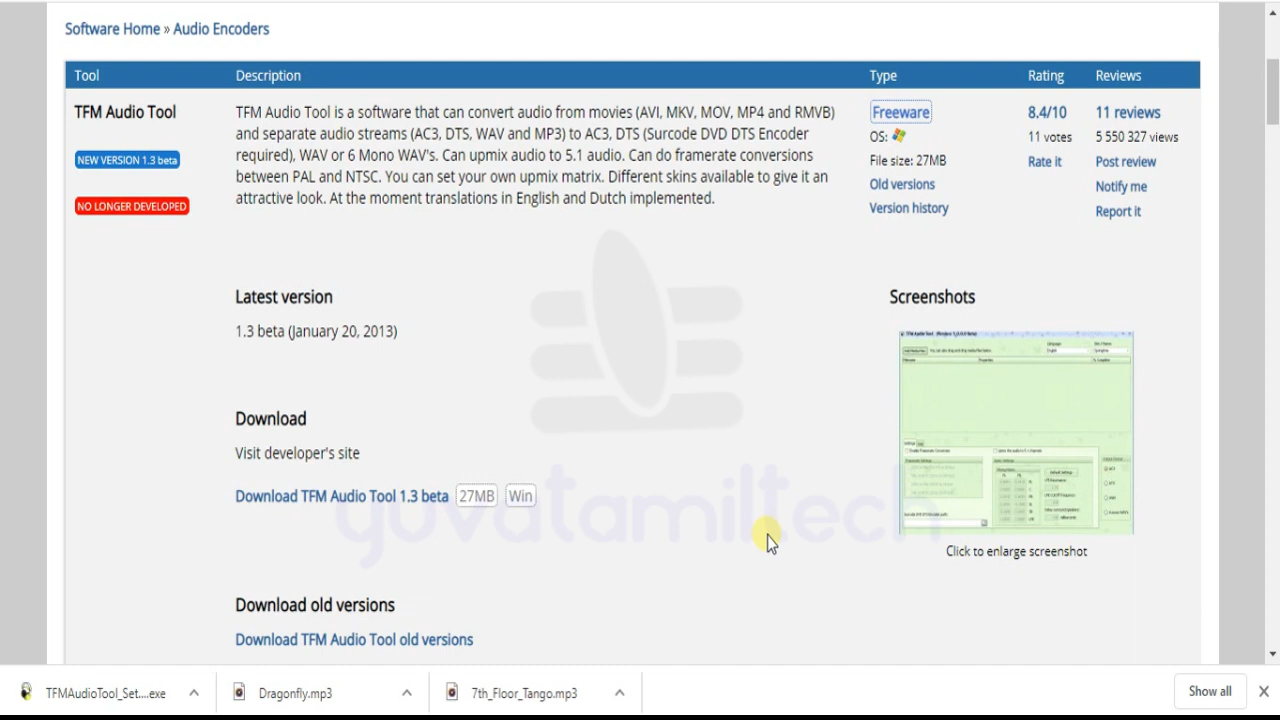 Software Home » Audio Encoders
Tool Description Type Rating Reviews
TFM Audio Tool
NEW VERSION 1.3 beta
NO LONGER DEVELOPED
TFM Audio Tool is a software that can convert audio from movies (AVI, MKV, MOV, MP4 and RMVB)
and separate audio streams (AC3, DTS, WAV and MP3) to AC3, DTS (Surcode DVD DTS Encoder
required), WAV or 6 Mono WAV's. Can upmix audio to 5.1 audio. Can do framerate conversions
between PAL and NTSC. You can set your own upmix matrix. Different skins available to give it an
attractive look. At the moment translations in English and Dutch implemented.
Freeware
OS:
File size: 27MB
Old versions
Version history
8.4/10
11 votes
Rate it
11 reviews
5 550 327 views
Post review
Notify me
Report it
Latest version
1.3 beta (January 20, 2013)
Screenshots
Click to enlarge screenshot
Download
Visit developer's site
Download TFM Audio Tool 1.3 beta 27MB Win
yuvatamiltech
Download old versions
Download TFM Audio Tool old versions
TFMAudioTool_Set....exe
Dragonfly.mp3
7th_Floor_Tango.mp3
Show all